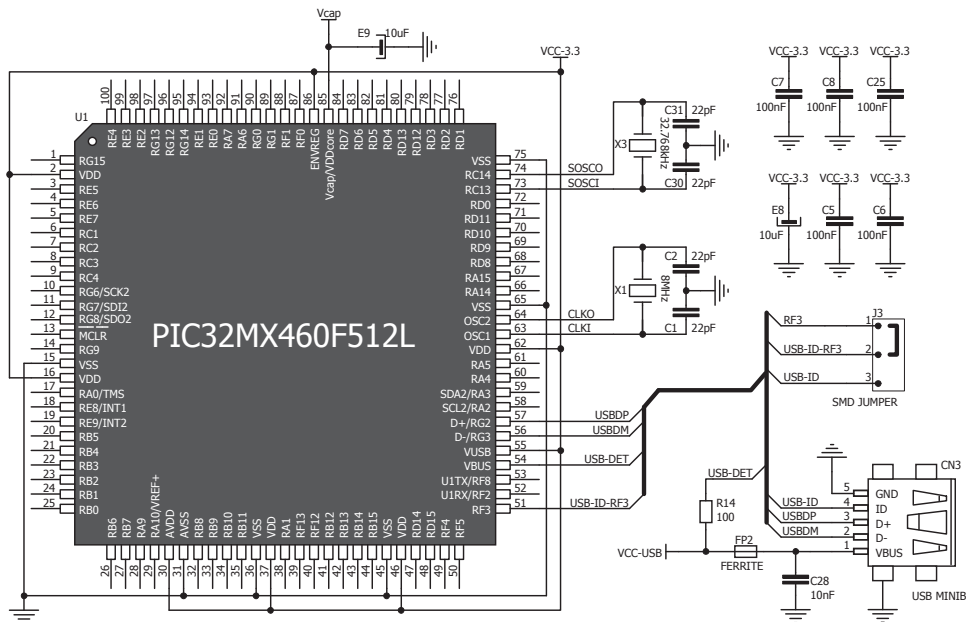 Vcap
E9 10uF
VCC-3.3
VCC-3.3 VCC-3.3 VCC-3.3
C7 C8 C25
100nF 100nF 100nF
VCC-3.3 VCC-3.3 VCC-3.3
E8 C5 C6
10uF 100nF 100nF
U1
100 99 98 97 96 95 94 93 92 91 90 89 88 87 86 85 84 83 82 81 80 79 78 77 76
RE4 RE3 RE2 RG13 RG12 RG14 RE1 RE0 RA7 RA6 RG0 RG1 RF1 RF0 ENVREG Vcap/VDDcore RD7 RD6 RD5 RD4 RD13 RD12 RD3 RD2 RD1
1 RG15
2 VDD
3 RE5
4 RE6
5 RE7
6 RC1
7 RC2
8 RC3
9 RC4
10 RG6/SCK2
11 RG7/SDI2
12 RG8/SDO2
13 MCLR
14 RG9
15 VSS
16 VDD
17 RA0/TMS
18 RE8/INT1
19 RE9/INT2
20 RB5
21 RB4
22 RB3
23 RB2
24 RB1
25 RB0
PIC32MX460F512L
VSS 75
RC14 74 SOSCO
RC13 73 SOSCI
RD0 72
RD11 71
RD10 70
RD9 69
RD8 68
RA15 67
RA14 66
VSS 65
OSC2 64 CLKO
OSC1 63 CLKI
VDD 62
RA5 61
RA4 60
SDA2/RA3 59
SCL2/RA2 58
D+/RG2 57 USBDP
D-/RG3 56 USBDM
VUSB 55
VBUS 54 USB-DET
U1TX/RF8 53
U1RX/RF2 52
RF3 51 USB-ID-RF3
RB6 RB7 RA9 RA10/VREF+ AVDD AVSS RB8 RB9 RB10 RB11 VSS VDD RA1 RF13 RF12 RB12 RB13 RB14 RB15 VSS VDD RD14 RD15 RF4 RF5
26 27 28 29 30 31 32 33 34 35 36 37 38 39 40 41 42 43 44 45 46 47 48 49 50
C31 22pF
X3 32.768KHz
C30 22pF
C2 22pF
X1 8MHz
C1 22pF
J3
RF3 1
USB-ID-RF3 2
USB-ID 3
SMD JUMPER
CN3
USB-DET
R14
100
5 GND
USB-ID 4 ID
USBDP 3 D+
USBDM 2 D-
1 VBUS
VCC-USB
FP2
FERRITE
C28
10nF
USB MINIB